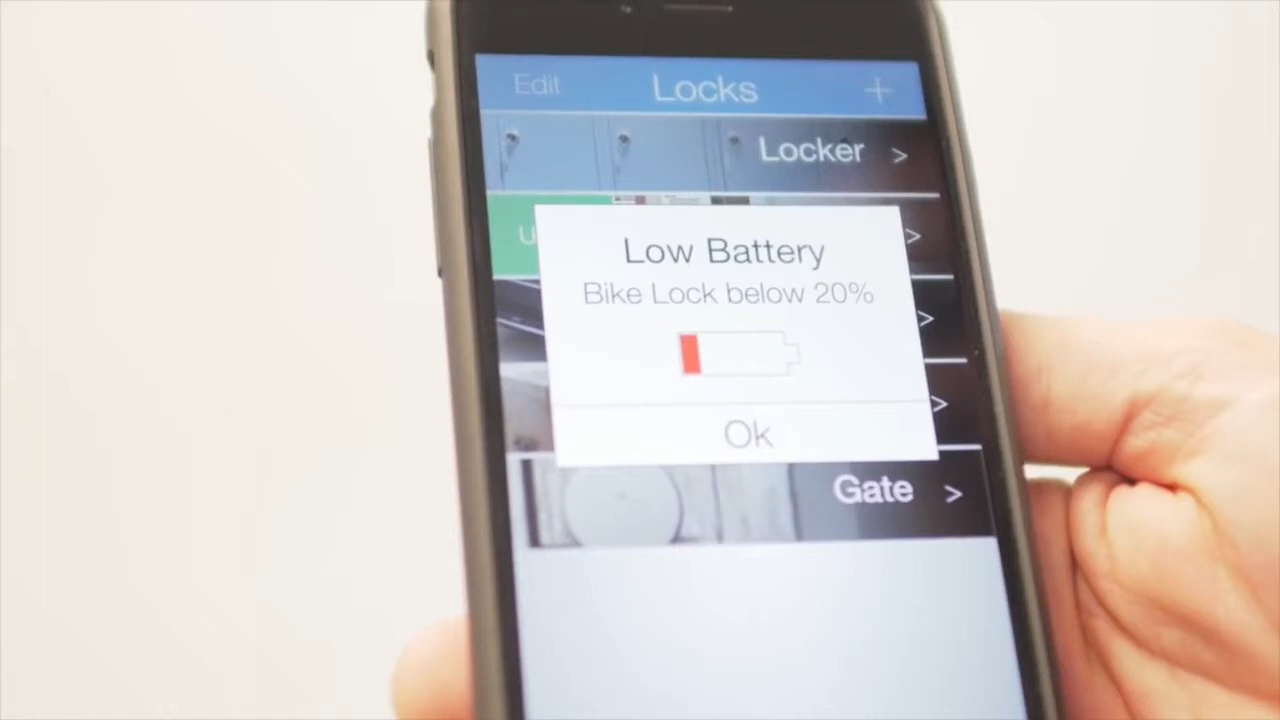 Edit Locks +
Locker >
U >
Low Battery
Bike Lock below 20%
>
>
Ok
Gate >